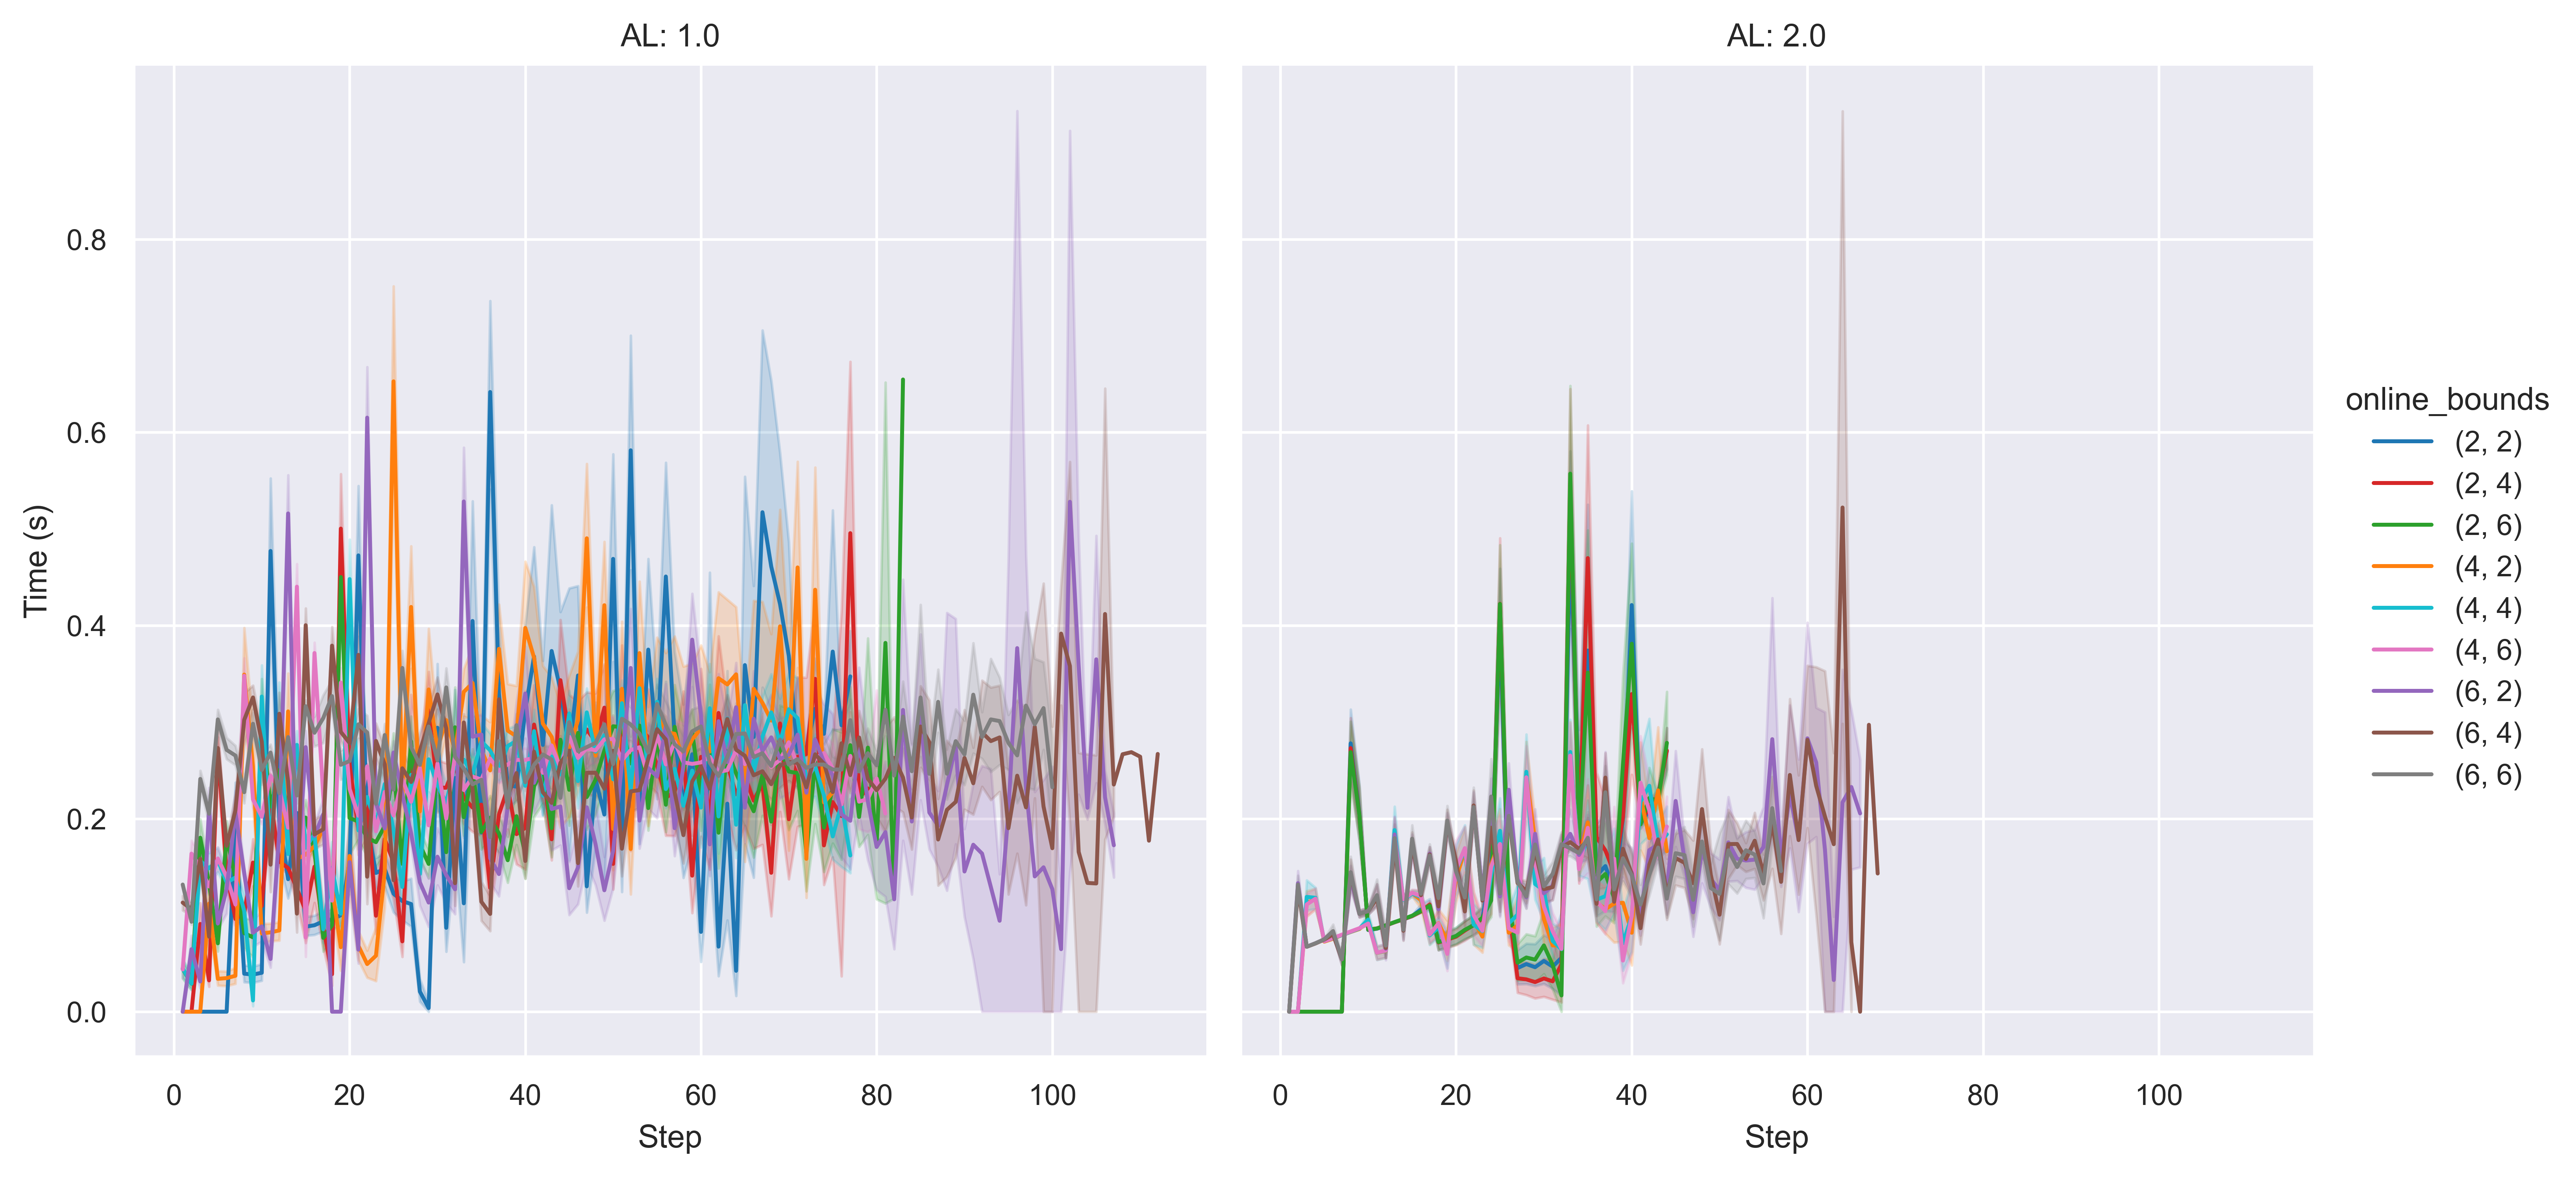 AL: 1.0
AL: 2.0
Time (s)
0.8
0.6
0.4
0.2
0.0
0 20 40 60 80 100
0 20 40 60 80 100
Step
Step
online_bounds
(2, 2)
(2, 4)
(2, 6)
(4, 2)
(4, 4)
(4, 6)
(6, 2)
(6, 4)
(6, 6)